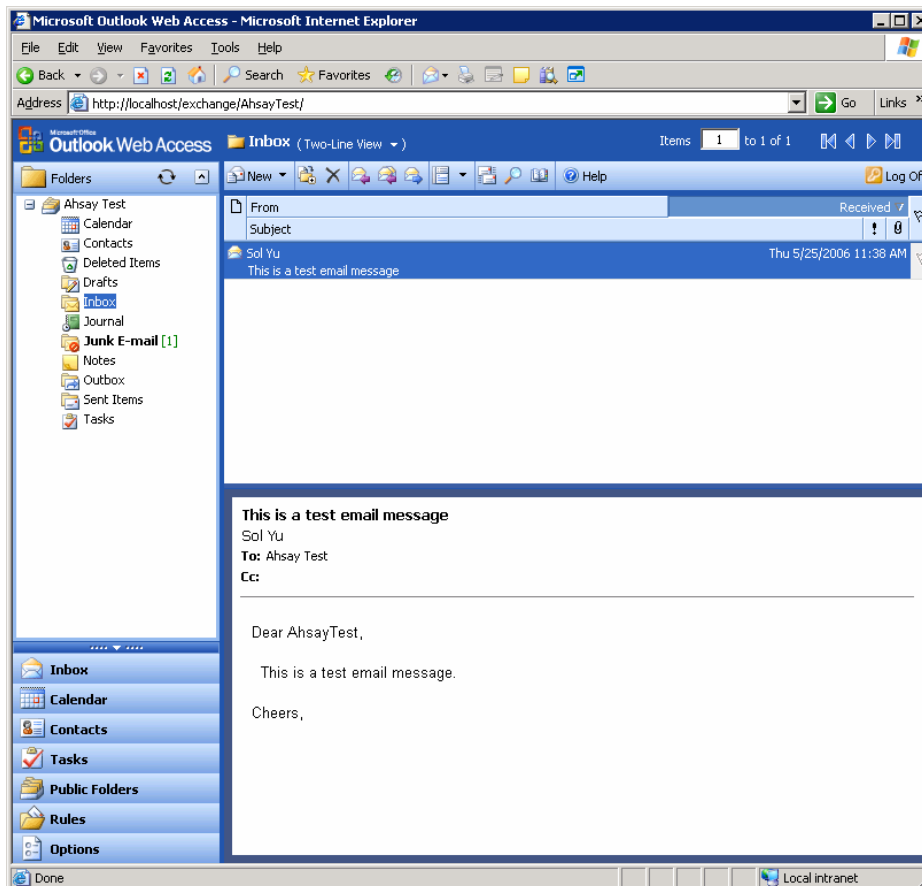 Microsoft Outlook Web Access - Microsoft Internet Explorer
File Edit View Favorites Tools Help
Back Search Favorites
Address http://localhost/exchange/AhsayTest/ Go Links »
Microsoft Office
Outlook Web Access Inbox (Two-Line View) Items 1 to 1 of 1
Folders New Help Log Of
From Received
Subject
Sol Yu Thu 5/25/2006 11:38 AM
This is a test email message
Ahsay Test
Calendar
Contacts
Deleted Items
Drafts
Inbox
Journal
Junk E-mail [1]
Notes
Outbox
Sent Items
Tasks
This is a test email message
Sol Yu
To: Ahsay Test
Cc:
Dear AhsayTest,
This is a test email message.
Cheers,
Inbox
Calendar
Contacts
Tasks
Public Folders
Rules
Options
Done Local intranet